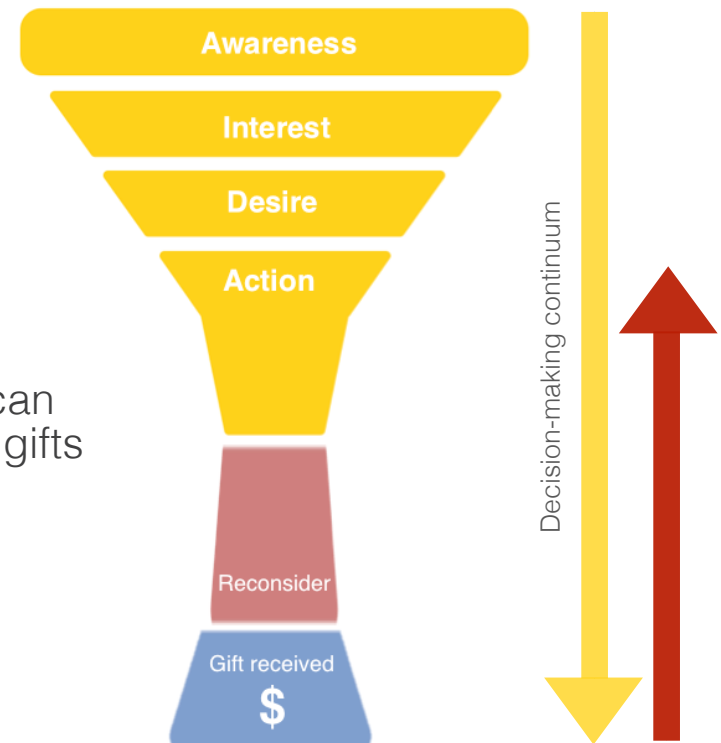 Awareness
Interest
Desire
Action
can
gifts
Reconsider
Gift received
$
Decision-making continuum